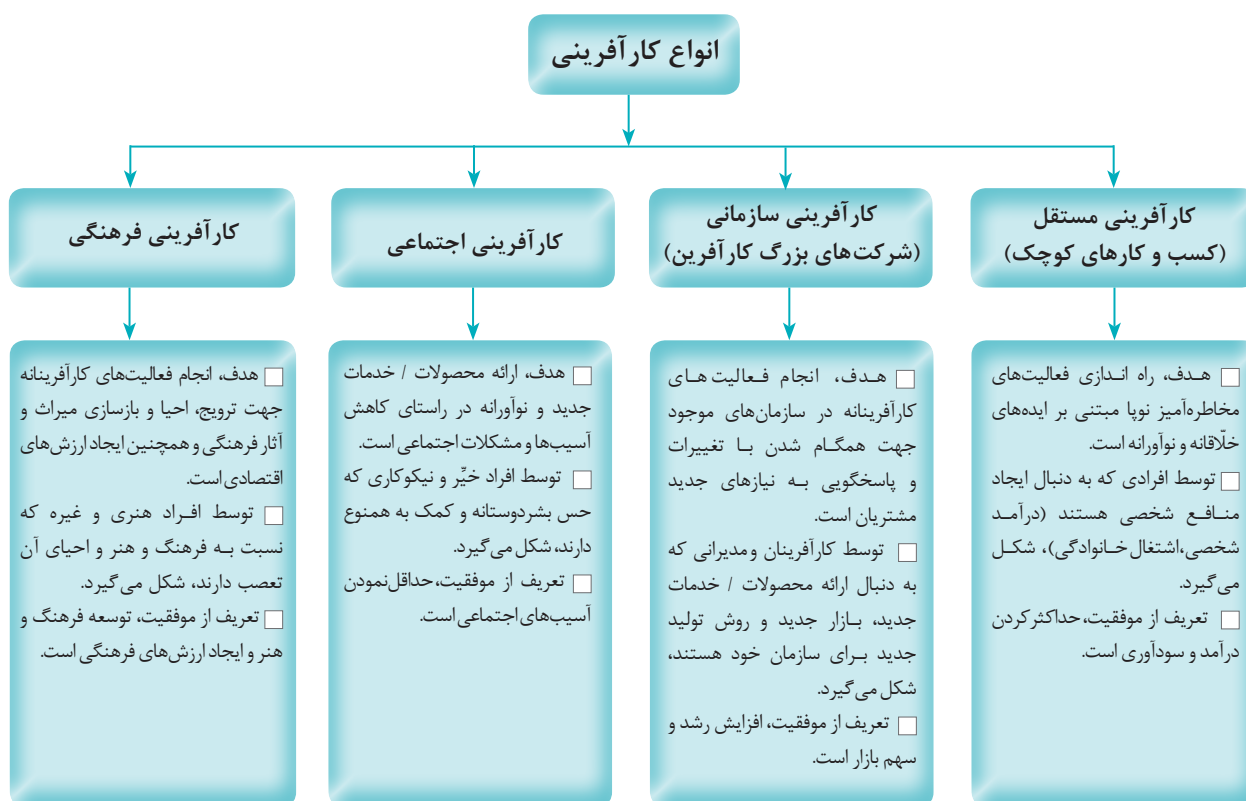 انواع کارآفرینی
کارآفرینی مستقل
(کسب و کارهای کوچک)
کارآفرینی سازمانی
(شرکت‌های بزرگ کارآفرین)
کارآفرینی اجتماعی
کارآفرینی فرهنگی
هدف، راه اندازی فعالیت‌های
مخاطره‌آمیز نوپا مبتنی بر ایده‌های
خلّاقانه و نوآورانه است.
توسط افرادی که به دنبال ایجاد
منافع شخصی هستند (درآمد
شخصی،اشتغال خانوادگی)، شکل
می‌گیرد.
تعریف از موفقیت،حداکثرکردن
درآمد و سودآوری است.
هدف، انجام فعالیت‌های
کارآفرینانه در سازمان‌های موجود
جهت همگام شدن با تغییرات
و پاسخگویی به نیازهای جدید
مشتریان است.
توسط کارآفرینان و مدیرانی که
به دنبال ارائه محصولات / خدمات
جدید، بازار جدید و روش تولید
جدید برای سازمان خود هستند،
شکل می‌گیرد.
تعریف از موفقیت، افزایش رشد و
سهم بازار است.
هدف، ارائه محصولات / خدمات
جدید و نوآورانه در راستای کاهش
آسیب‌ها و مشکلات اجتماعی است.
توسط افراد خیِّر و نیکوکاری که
حس بشردوستانه و کمک به همنوع
دارند، شکل می‌گیرد.
تعریف از موفقیت،حداقل‌نمودن
آسیب‌های اجتماعی است.
هدف، انجام فعالیت‌های کارآفرینانه
جهت ترویج، احیا و بازسازی میراث و
آثار فرهنگی و همچنین ایجاد ارزش‌های
اقتصادی است.
توسط افراد هنری و غیره که
نسبت به فرهنگ و هنر و احیای آن
تعصب دارند، شکل می‌گیرد.
تعریف از موفقیت، توسعه فرهنگ و
هنر و ایجاد ارزش‌های فرهنگی است.